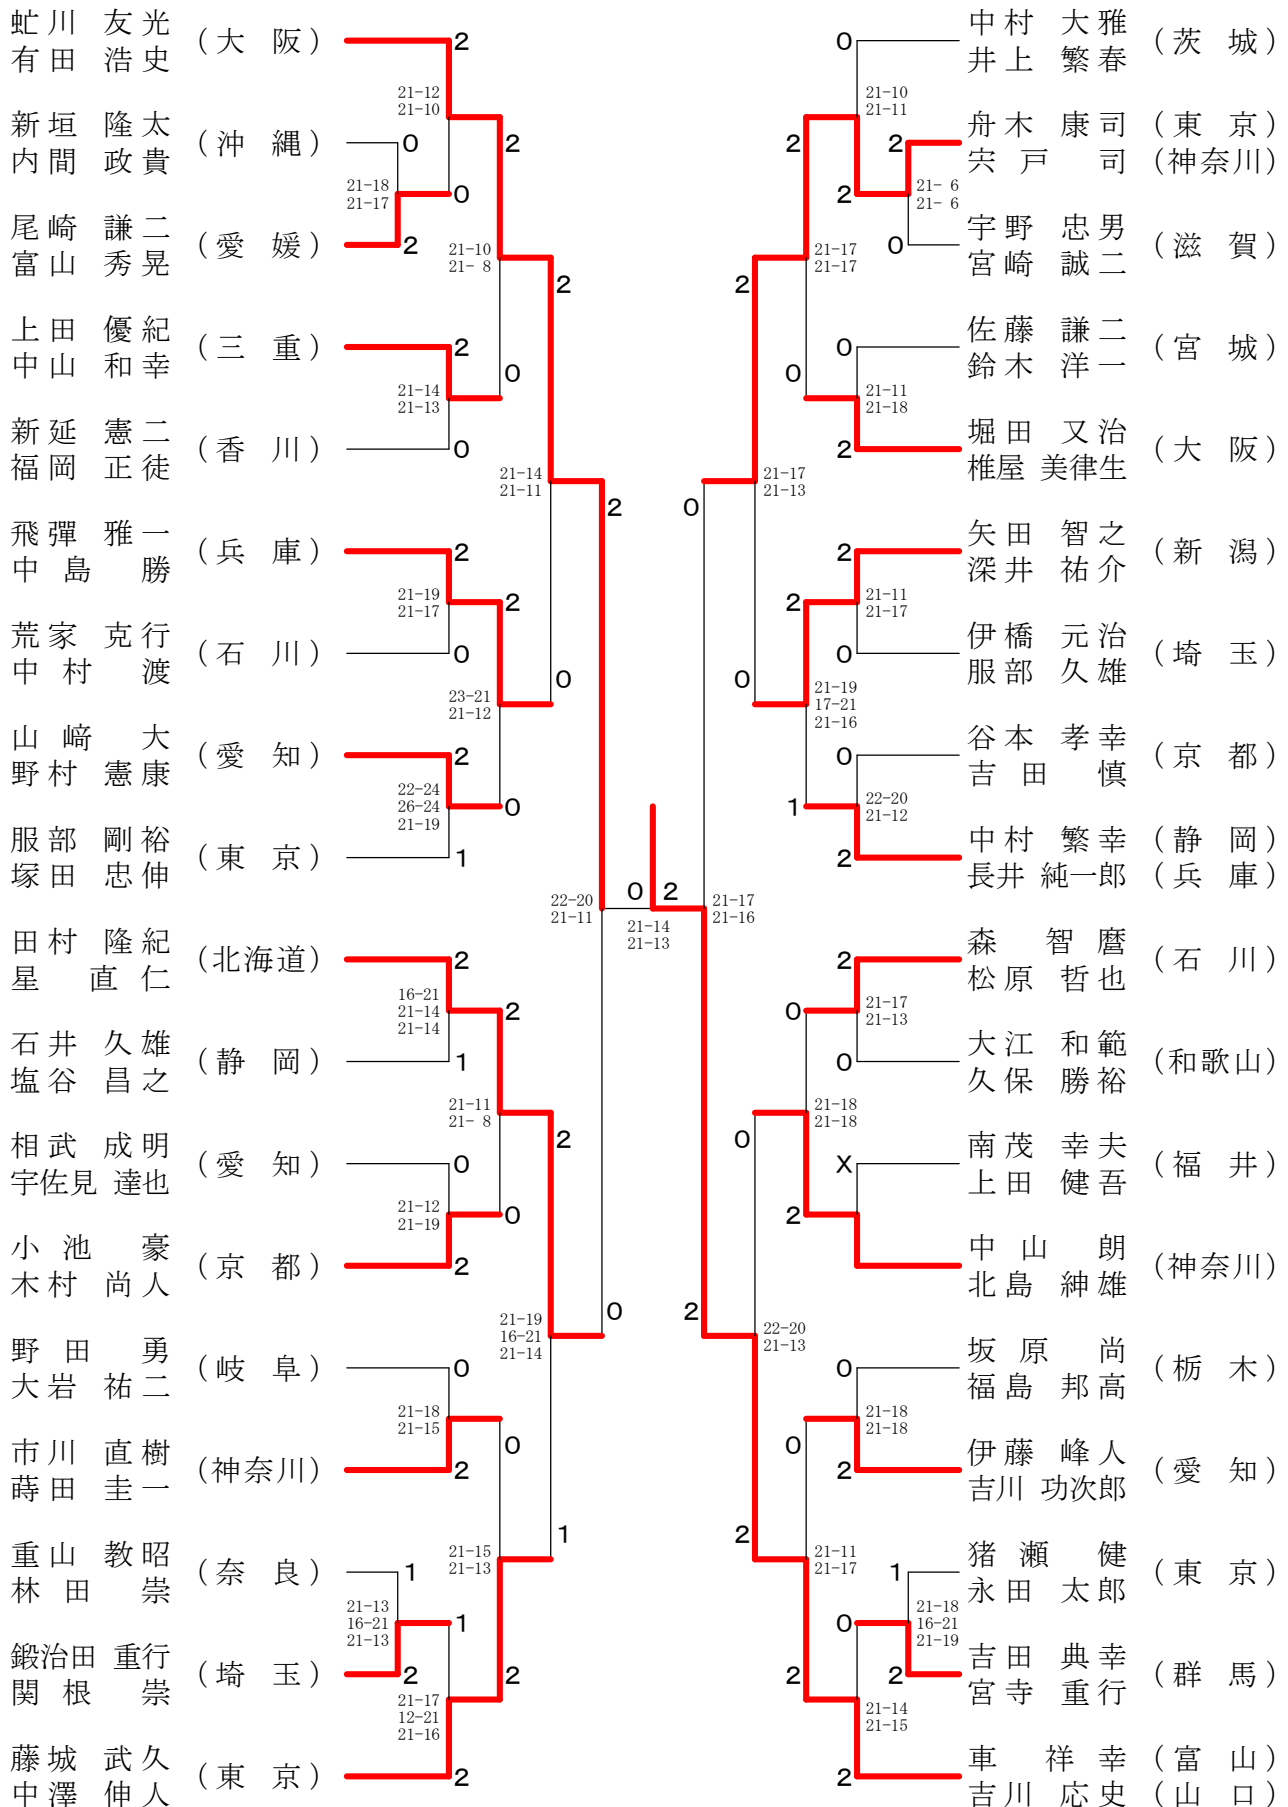 虻川 友光
有田 浩史
(大 阪)
2
21-12
21-10
新垣 隆太
内間 政貴
(沖 縄)
0
2
21-18
21-17
0
尾崎 謙二
富山 秀晃
(愛 媛)
2
21-10
21- 8
2
上田 優紀
中山 和幸
(三 重)
2
0
21-14
21-13
新延 憲二
福岡 正徒
(香 川)
0
21-14
21-11
2
飛彈 雅一
中島 勝
(兵 庫)
2
21-19
21-17
2
荒家 克行
中村 渡
(石 川)
0
0
23-21
21-12
山﨑 大
野村 憲康
(愛 知)
2
22-24
26-24
21-19
0
服部 剛裕
塚田 忠伸
(東 京)
1
22-20
21-11
0
2
21-14
21-13
田村 隆紀
星 直仁
(北海道)
2
16-21
21-14
21-14
2
石井 久雄
塩谷 昌之
(静 岡)
1
21-11
21- 8
2
相武 成明
宇佐見 達也
(愛 知)
0
21-12
21-19
0
小池 豪
木村 尚人
(京 都)
2
21-19
16-21
21-14
0
野田 勇
大岩 祐二
(岐 阜)
0
21-18
21-15
0
市川 直樹
蒔田 圭一
(神奈川)
2
21-15
21-13
1
重山 教昭
林田 崇
(奈 良)
1
21-13
16-21
21-13
1
鍛治田 重行
関根 崇
(埼 玉)
2
2
21-17
12-21
21-16
藤城 武久
中澤 伸人
(東 京)
2
0
中村 大雅
井上 繁春
(茨 城)
21-10
21-11
2
2
舟木 康司
宍戸 司
(東 京)
(神奈川)
2
21- 6
21- 6
0
宇野 忠男
宮崎 誠二
(滋 賀)
21-17
21-17
2
0
佐藤 謙二
鈴木 洋一
(宮 城)
0
21-11
21-18
2
堀田 又治
椎屋 美律生
(大 阪)
21-17
21-13
0
2
矢田 智之
深井 祐介
(新 潟)
2
21-11
21-17
0
伊橋 元治
服部 久雄
(埼 玉)
0
21-19
17-21
21-16
0
谷本 孝幸
吉田 慎
(京 都)
1
22-20
21-12
2
中村 繁幸
長井 純一郎
(静 岡)
(兵 庫)
21-17
21-16
2
森 智麿
松原 哲也
(石 川)
0
21-17
21-13
0
大江 和範
久保 勝裕
(和歌山)
21-18
21-18
0
X
南茂 幸夫
上田 健吾
(福 井)
2
中山 朗
北島 紳雄
(神奈川)
2
22-20
21-13
0
坂原 尚
福島 邦高
(栃 木)
21-18
21-18
0
2
伊藤 峰人
吉川 功次郎
(愛 知)
2
21-11
21-17
1
猪瀬 健
永田 太郎
(東 京)
0
21-18
16-21
21-19
2
2
吉田 典幸
宮寺 重行
(群 馬)
21-14
21-15
2
車 祥幸
吉川 応史
(富 山)
(山 口)